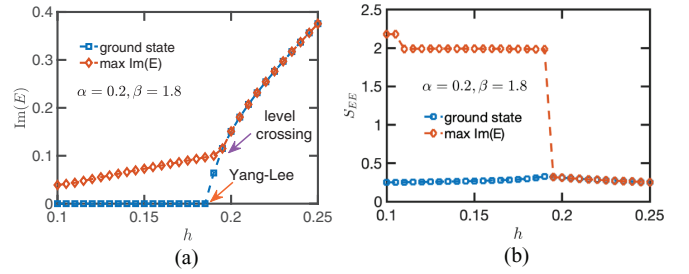 0.4
0.3
0.2
0.1
0
Im(E)
ground state
max Im(E)
α = 0.2, β = 1.8
level
crossing
Yang-Lee
0.1
0.15
0.2
0.25
h
(a)
2.5
2
1.5
1
0.5
0
S_EE
α = 0.2, β = 1.8
max Im(E)
ground state
0.1
0.15
0.2
0.25
h
(b)